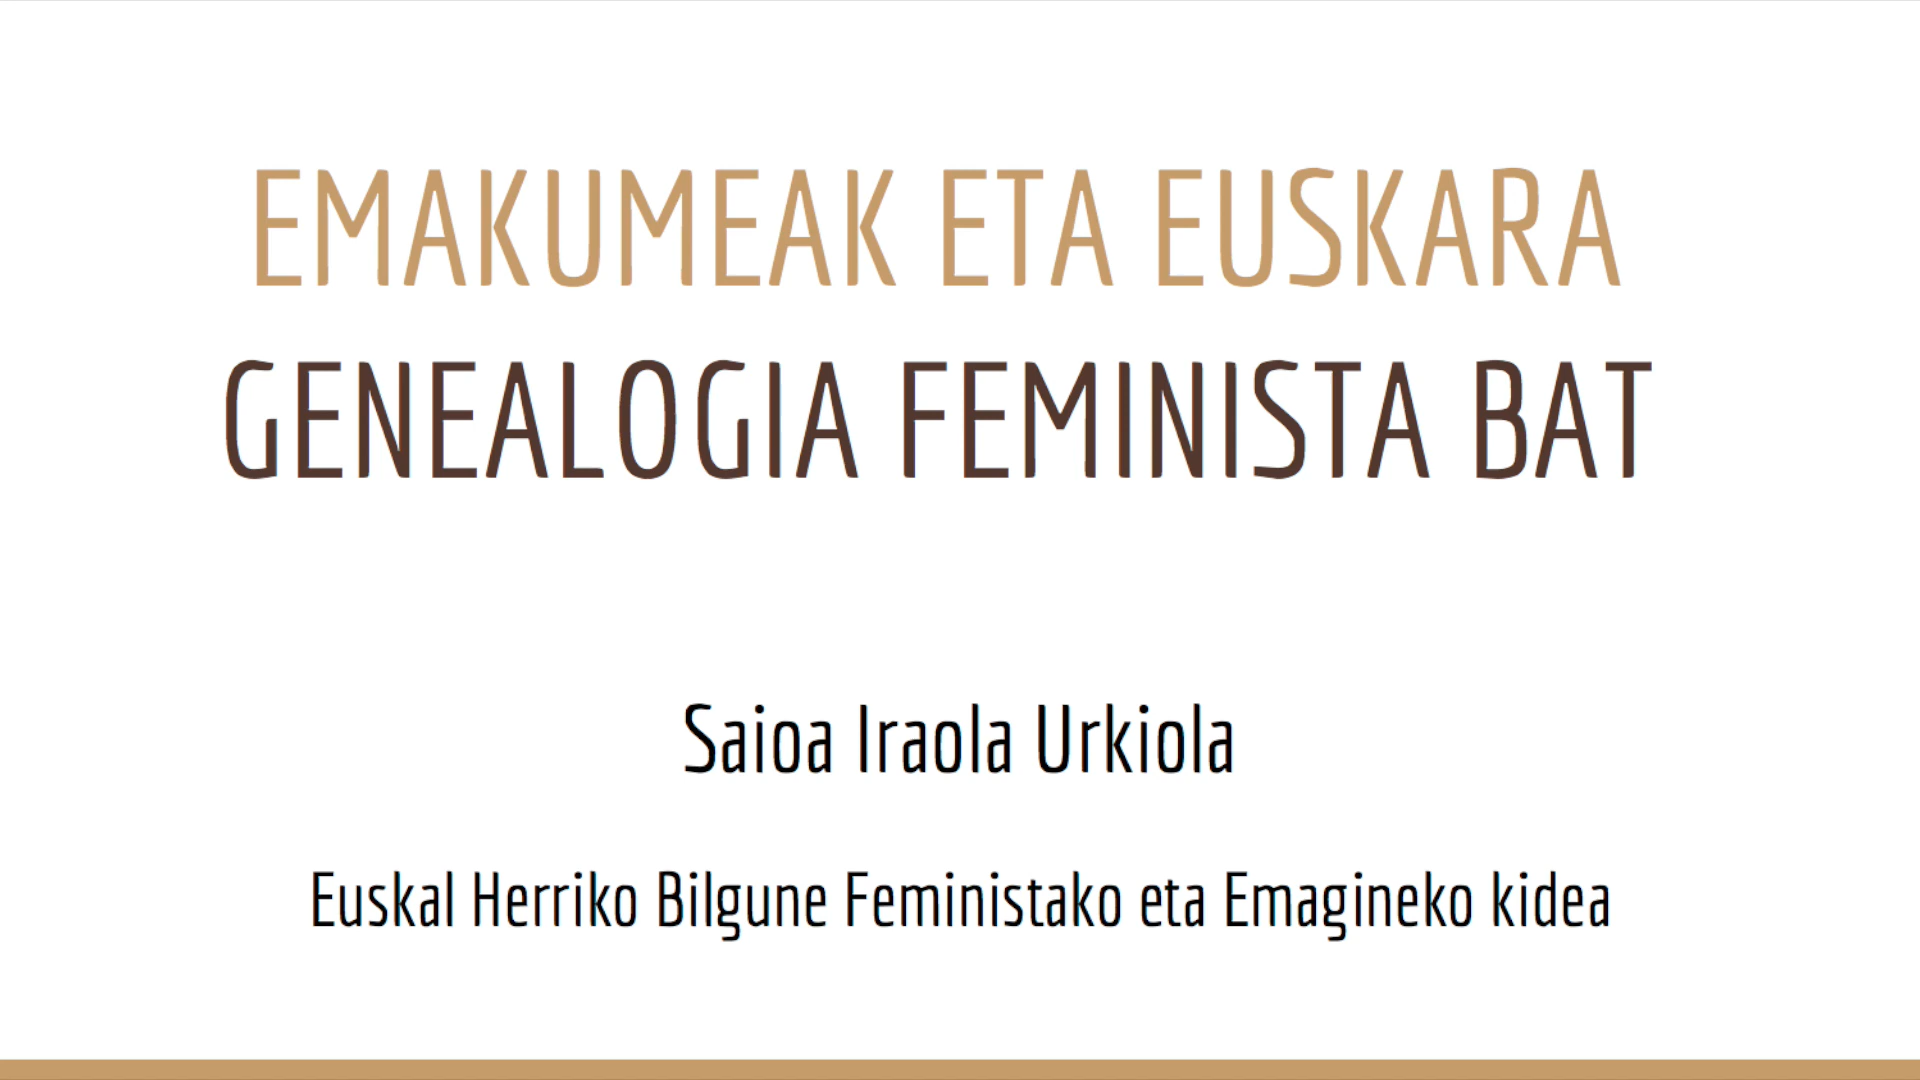 EMAKUMEAK ETA EUSKARA
GENEALOGIA FEMINISTA BAT
Saioa Iraola Urkiola
Euskal Herriko Bilgune Feministako eta Emagineko kidea